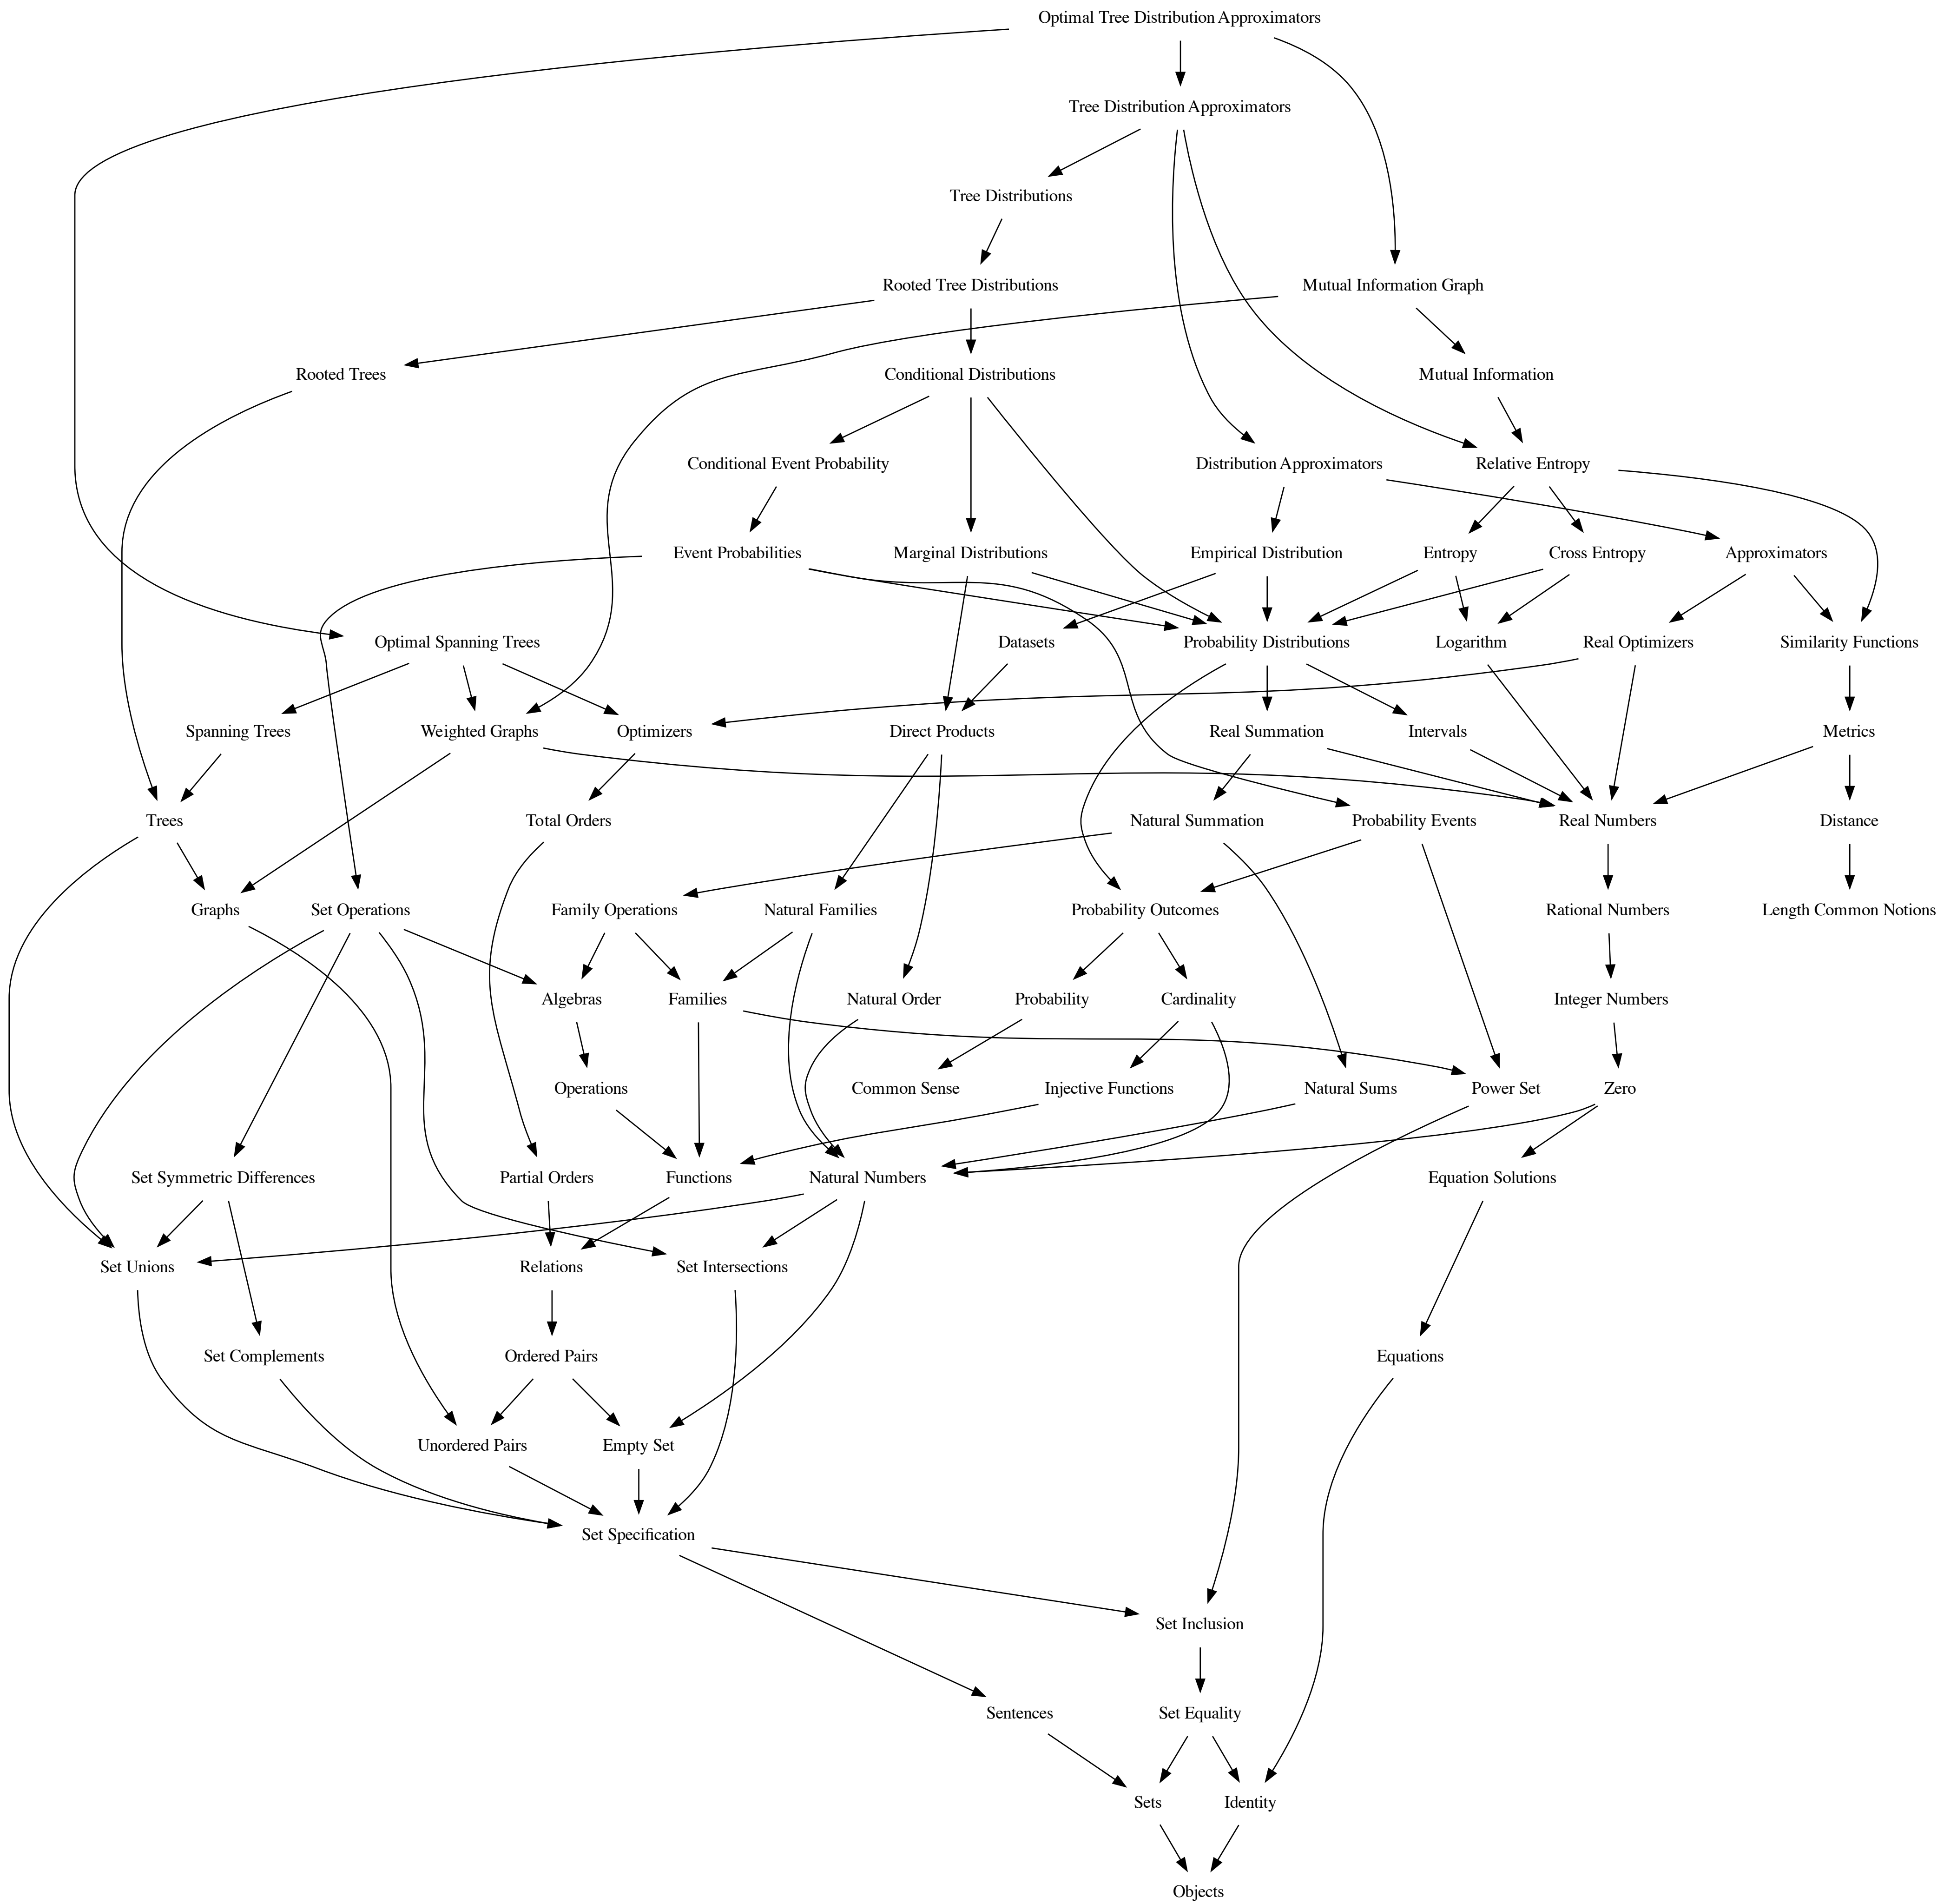 Optimal Tree Distribution Approximators
Tree Distribution Approximators
Tree Distributions
Rooted Tree Distributions
Mutual Information Graph
Rooted Trees
Conditional Distributions
Mutual Information
Conditional Event Probability
Distribution Approximators
Relative Entropy
Event Probabilities
Marginal Distributions
Empirical Distribution
Entropy
Cross Entropy
Approximators
Optimal Spanning Trees
Datasets
Probability Distributions
Logarithm
Real Optimizers
Similarity Functions
Spanning Trees
Weighted Graphs
Optimizers
Direct Products
Real Summation
Intervals
Metrics
Trees
Total Orders
Natural Summation
Probability Events
Real Numbers
Distance
Graphs
Set Operations
Family Operations
Natural Families
Probability Outcomes
Rational Numbers
Length Common Notions
Algebras
Families
Natural Order
Probability
Cardinality
Integer Numbers
Operations
Common Sense
Injective Functions
Natural Sums
Power Set
Zero
Set Symmetric Differences
Partial Orders
Functions
Natural Numbers
Equation Solutions
Set Unions
Relations
Set Intersections
Set Complements
Ordered Pairs
Equations
Unordered Pairs
Empty Set
Set Specification
Set Inclusion
Sentences
Set Equality
Sets
Identity
Objects